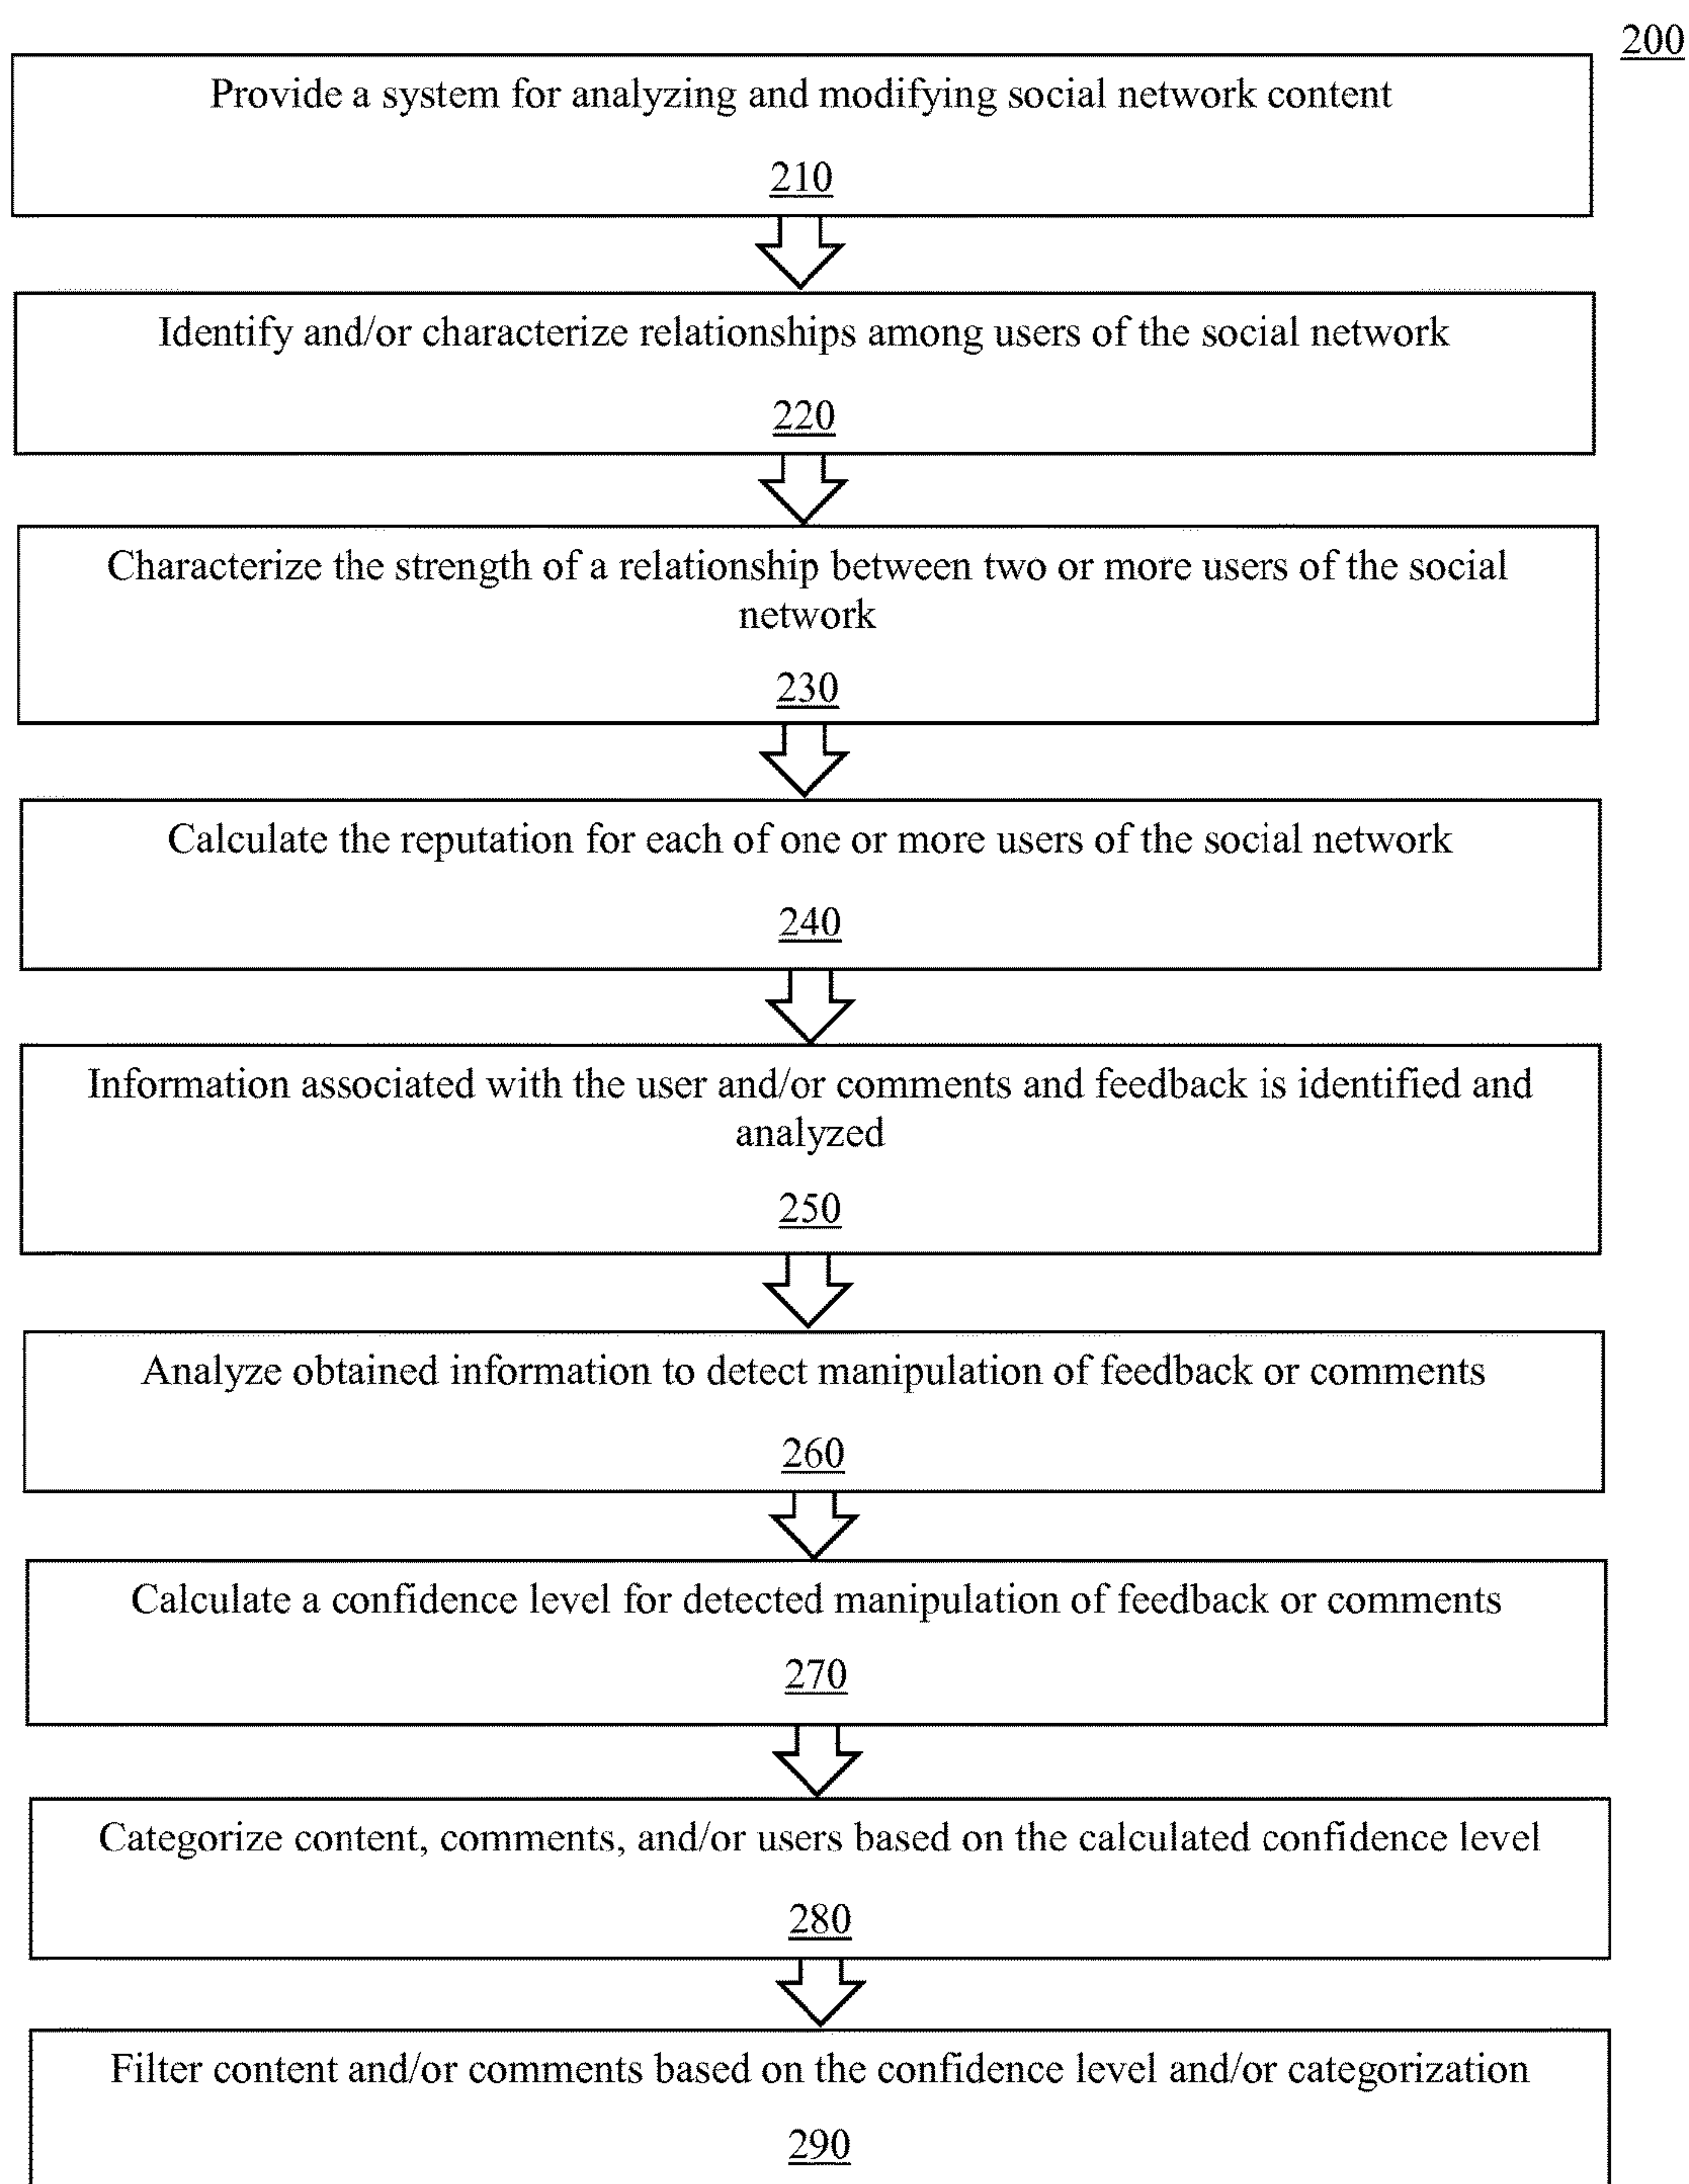 200
Provide a system for analyzing and modifying social network content
210
Identify and/or characterize relationships among users of the social network
220
Characterize the strength of a relationship between two or more users of the social
network
230
Calculate the reputation for each of one or more users of the social network
240
Information associated with the user and/or comments and feedback is identified and
analyzed
250
Analyze obtained information to detect manipulation of feedback or comments
260
Calculate a confidence level for detected manipulation of feedback or comments
270
Categorize content, comments, and/or users based on the calculated confidence level
280
Filter content and/or comments based on the confidence level and/or categorization
290